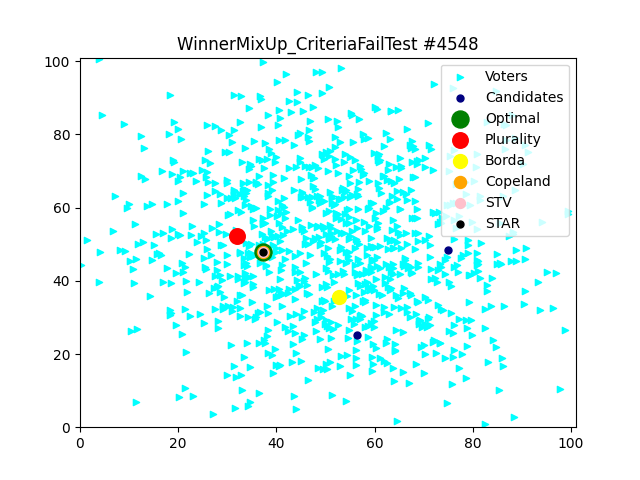 WinnerMixUp_CriteriaFailTest #4548
100
80
60
40
20
0
0 20 40 60 80 100
Voters
Candidates
Optimal
Plurality
Borda
Copeland
STV
STAR